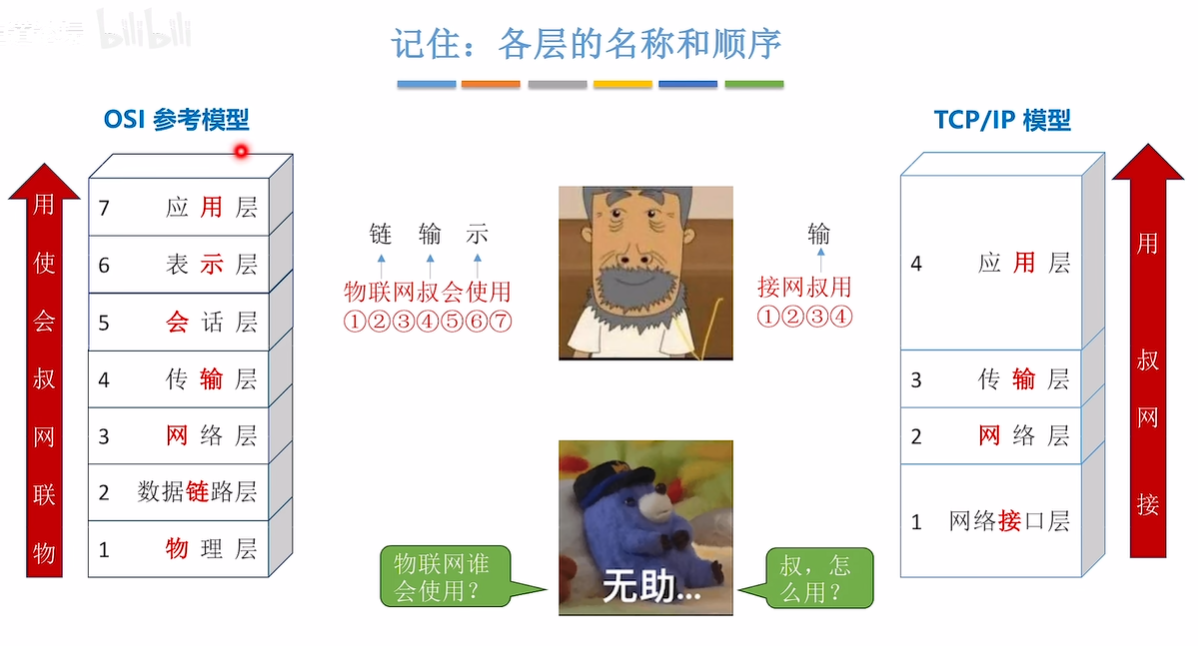 bilibili
记住：各层的名称和顺序
OSI 参考模型
用
使
会
叔
网
联
物
7 应用层
6 表示层
5 会话层
4 传输层
3 网络层
2 数据链路层
1 物理层
链 输 示
物联网叔会使用
①②③④⑤⑥⑦
输
接网叔用
①②③④
物联网谁
会使用？
无助...
叔，怎
么用？
TCP/IP 模型
4 应用层
3 传输层
2 网络层
1 网络接口层
用
叔
网
接